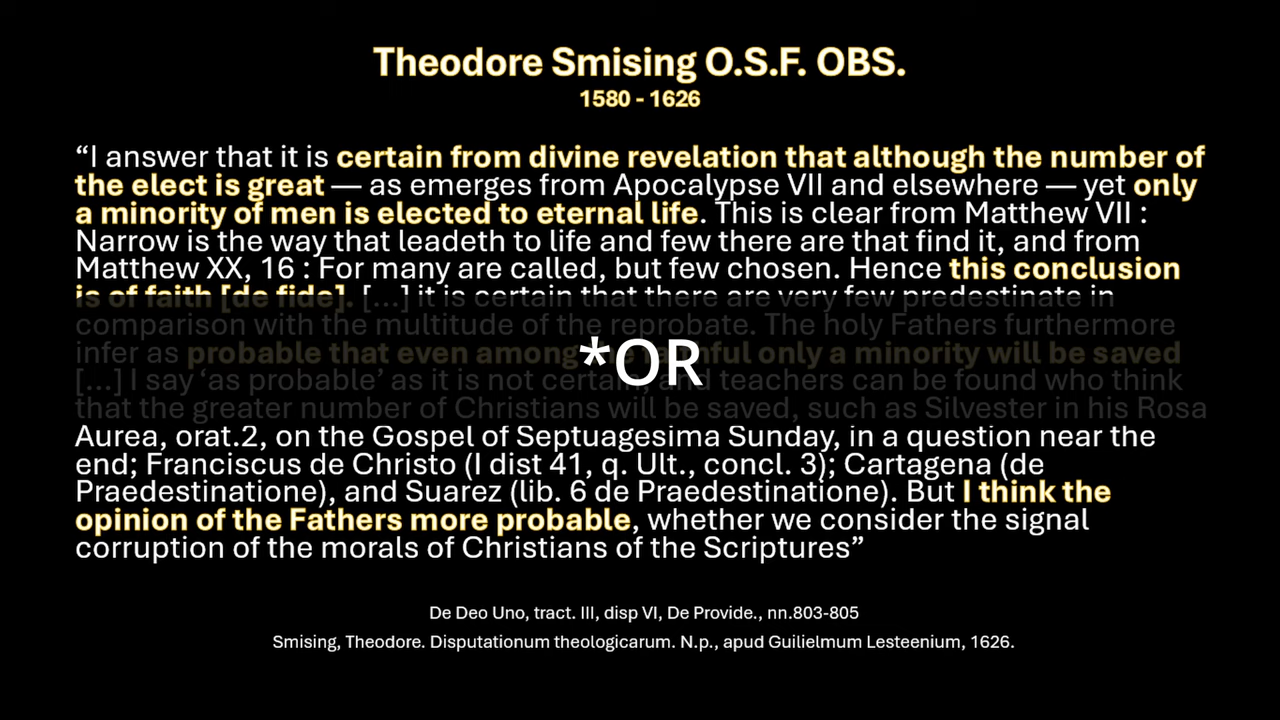 Theodore Smising O.S.F. OBS.
1580 - 1626
“I answer that it is certain from divine revelation that although the number of
the elect is great — as emerges from Apocalypse VII and elsewhere — yet only
a minority of men is elected to eternal life. This is clear from Matthew VII :
Narrow is the way that leadeth to life and few there are that find it, and from
Matthew XX, 16 : For many are called, but few chosen. Hence this conclusion
is of faith [de fide]. [...] it is certain that there are very few predestinate in
comparison with the multitude of the reprobate. The holy Fathers furthermore
infer as probable that even among ful only a minority will be saved
*OR
[...] I say ‘as probable’ as it is not certain, and teachers can be found who think
that the greater number of Christians will be saved, such as Silvester in his Rosa
Aurea, orat.2, on the Gospel of Septuagesima Sunday, in a question near the
end; Franciscus de Christo (I dist 41, q. Ult., concl. 3); Cartagena (de
Praedestinatione), and Suarez (lib. 6 de Praedestinatione). But I think the
opinion of the Fathers more probable, whether we consider the signal
corruption of the morals of Christians of the Scriptures”
De Deo Uno, tract. III, disp VI, De Provide., nn.803-805
Smising, Theodore. Disputationum theologicarum. N.p., apud Guilielmum Lesteenium, 1626.